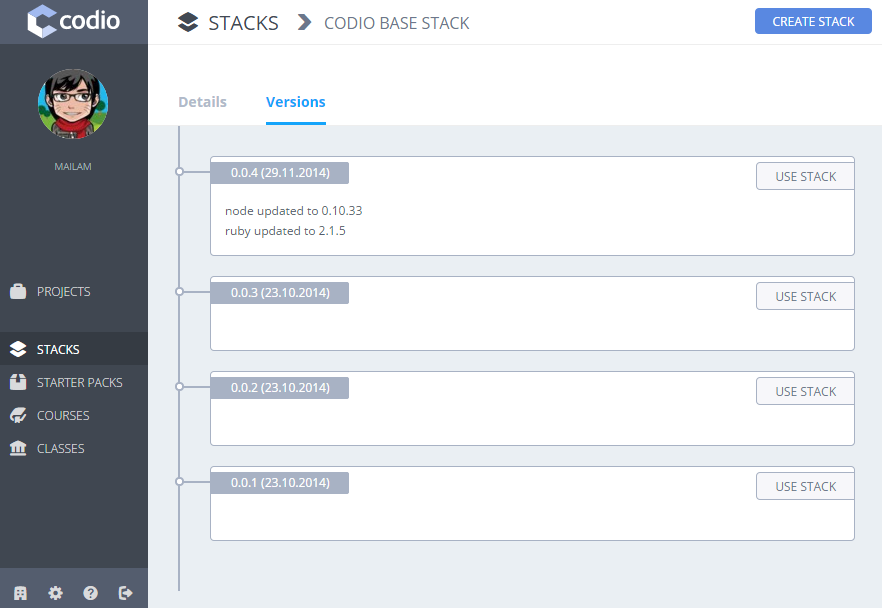 codio
STACKS
CODIO BASE STACK
CREATE STACK
MAILAM
Details
Versions
0.0.4 (29.11.2014)
USE STACK
node updated to 0.10.33
ruby updated to 2.1.5
0.0.3 (23.10.2014)
USE STACK
0.0.2 (23.10.2014)
USE STACK
0.0.1 (23.10.2014)
USE STACK
PROJECTS
STACKS
STARTER PACKS
COURSES
CLASSES